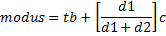 modus = tb + [d1 / (d1 + d2)] c